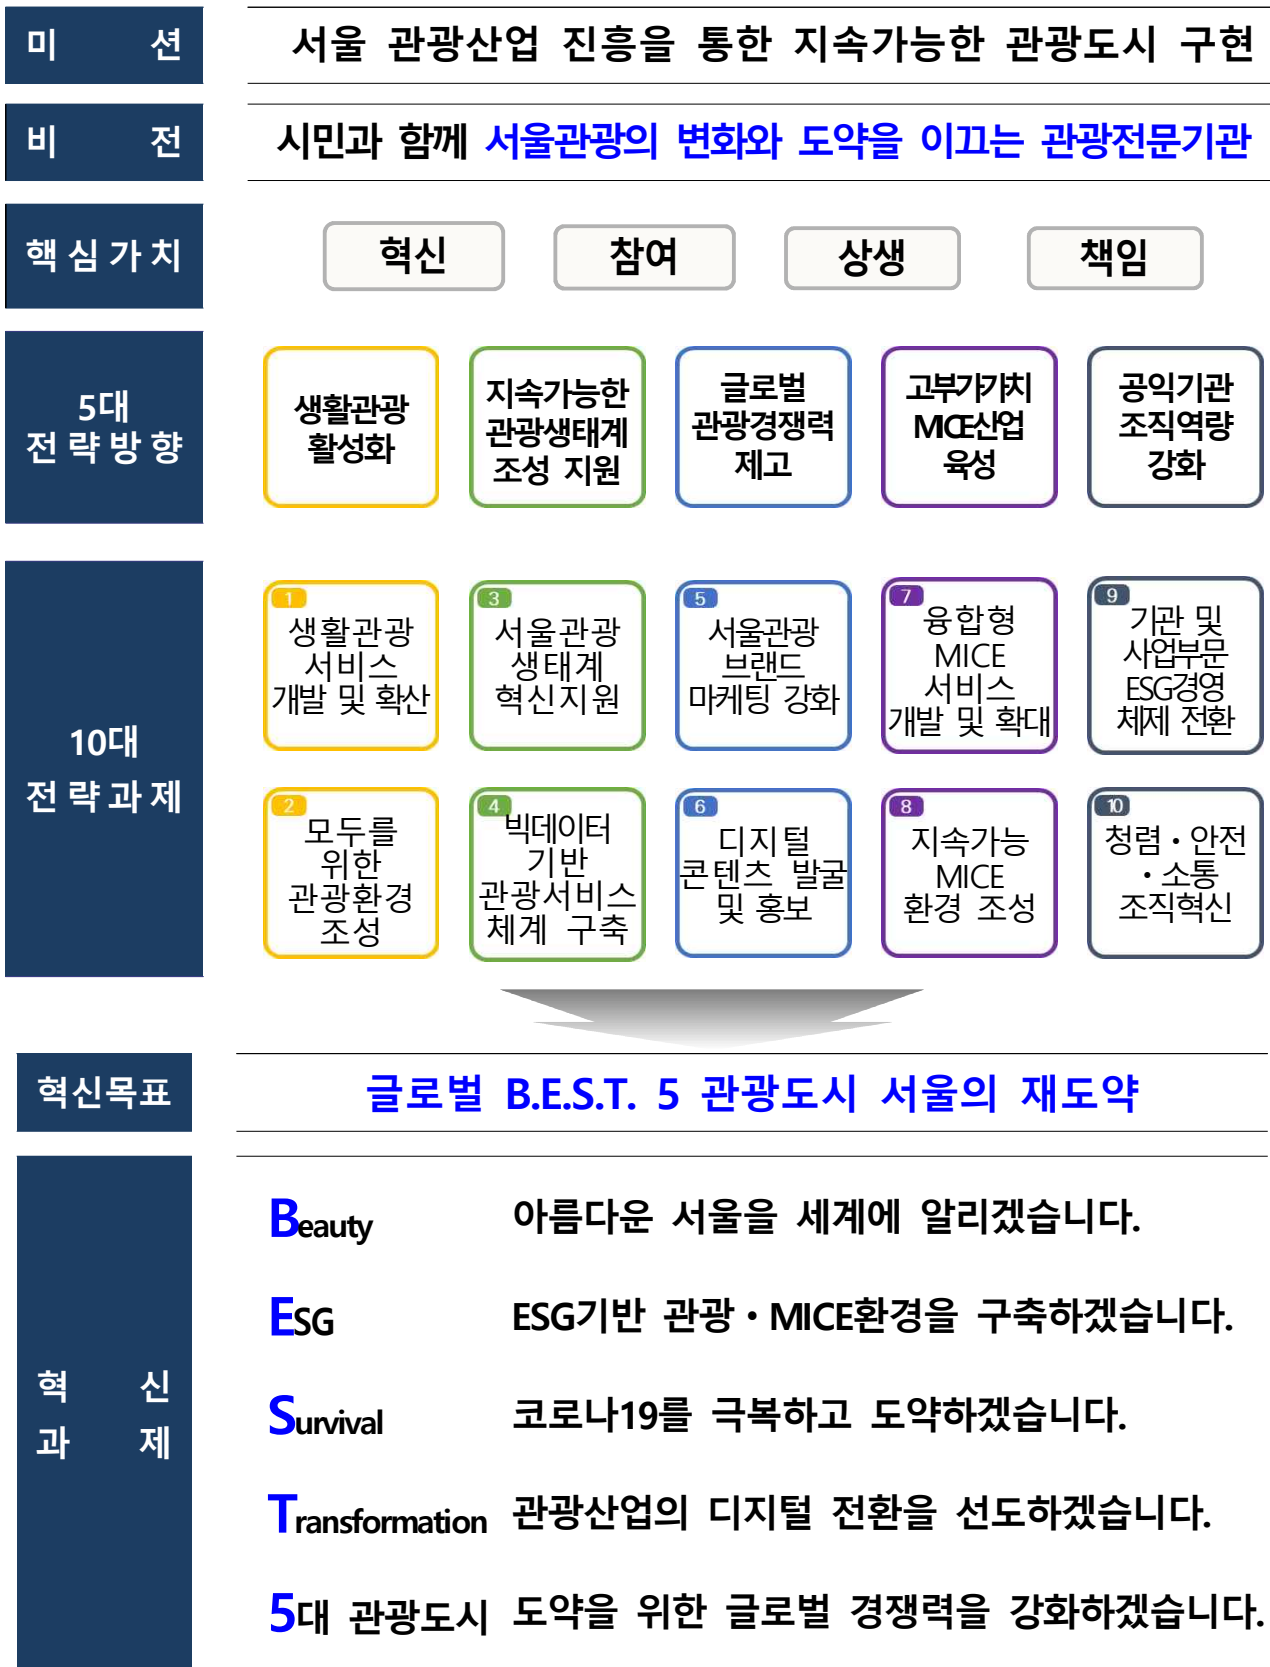 미 션
서울 관광산업 진흥을 통한 지속가능한 관광도시 구현
비 전
시민과 함께 서울관광의 변화와 도약을 이끄는 관광전문기관
핵심가치
혁신
참여
상생
책임
5대
전략방향
생활관광
활성화
지속가능한
관광생태계
조성 지원
글로벌
관광경쟁력
제고
고부가가치
MICE산업
육성
공익기관
조직역량
강화
10대
전략과제
1
생활관광
서비스
개발 및 확산
3
서울관광
생태계
혁신지원
5
서울관광
브랜드
마케팅 강화
7
융합형
MICE
서비스
개발 및 확대
9
기관 및
사업부문
ESG경영
체제 전환
2
모두를
위한
관광환경
조성
4
빅데이터
기반
관광서비스
체계 구축
6
디지털
콘텐츠 발굴
및 홍보
8
지속가능
MICE
환경 조성
10
청렴・안전
・소통
조직혁신
혁신목표
글로벌 B.E.S.T. 5 관광도시 서울의 재도약
혁 신
과 제
Beauty 아름다운 서울을 세계에 알리겠습니다.
ESG ESG기반 관광・MICE환경을 구축하겠습니다.
Survival 코로나19를 극복하고 도약하겠습니다.
Transformation 관광산업의 디지털 전환을 선도하겠습니다.
5대 관광도시 도약을 위한 글로벌 경쟁력을 강화하겠습니다.